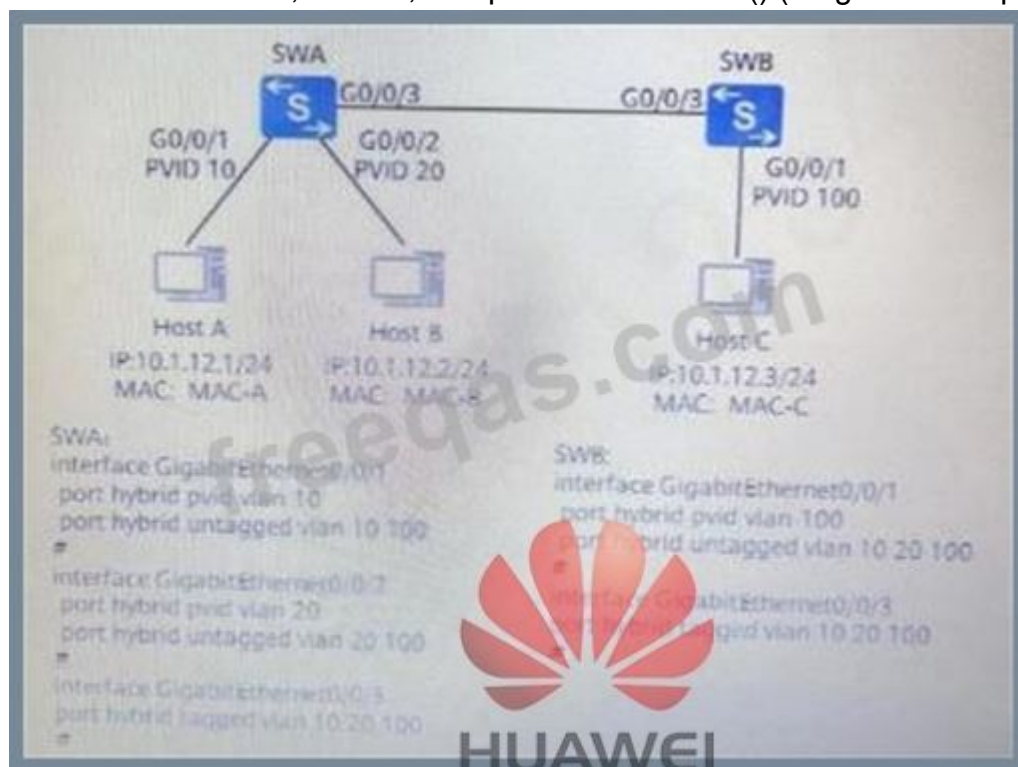 SWA
SWB
G0/0/3
G0/0/3
G0/0/1
PVID 10
G0/0/2
PVID 20
G0/0/1
PVID 100
S
S
Host A
Host B
Host C
IP:10.1.12.1/24
MAC: MAC-A
IP:10.1.12.2/24
MAC: MAC-B
IP:10.1.12.3/24
MAC: MAC-C
freeqas.com
SWA:
interface GigabitEthernet0/0/1
port hybrid pvid vlan 10
port hybrid untagged vlan 10 100
#
interface GigabitEthernet0/0/2
port hybrid pvid vlan 20
port hybrid untagged vlan 20 100
#
interface GigabitEthernet0/0/3
port hybrid tagged vlan 10 20 100
#
SWB:
interface GigabitEthernet0/0/1
port hybrid pvid vlan 100
port hybrid untagged vlan 10 20 100
#
interface GigabitEthernet0/0/3
port hybrid tagged vlan 10 20 100
#
HUAWEI